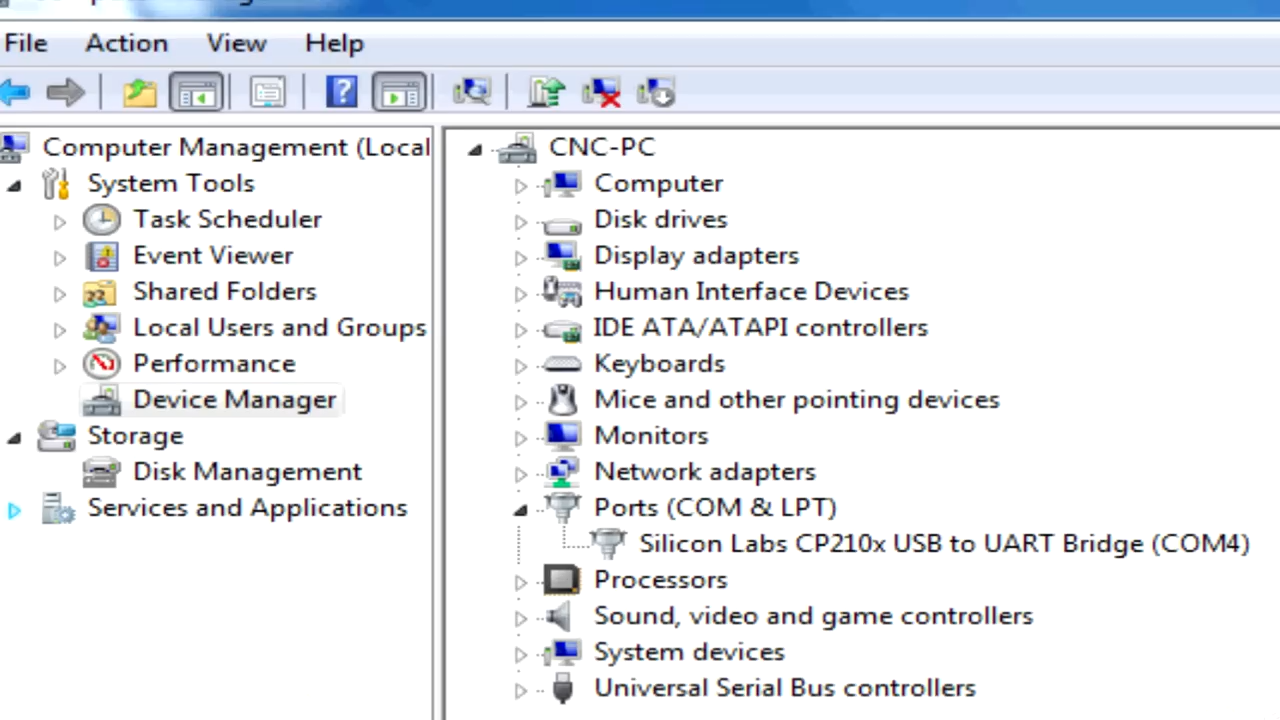 File Action View Help
Computer Management (Local
System Tools
Task Scheduler
Event Viewer
Shared Folders
Local Users and Groups
Performance
Device Manager
Storage
Disk Management
Services and Applications
CNC-PC
Computer
Disk drives
Display adapters
Human Interface Devices
IDE ATA/ATAPI controllers
Keyboards
Mice and other pointing devices
Monitors
Network adapters
Ports (COM & LPT)
Silicon Labs CP210x USB to UART Bridge (COM4)
Processors
Sound, video and game controllers
System devices
Universal Serial Bus controllers